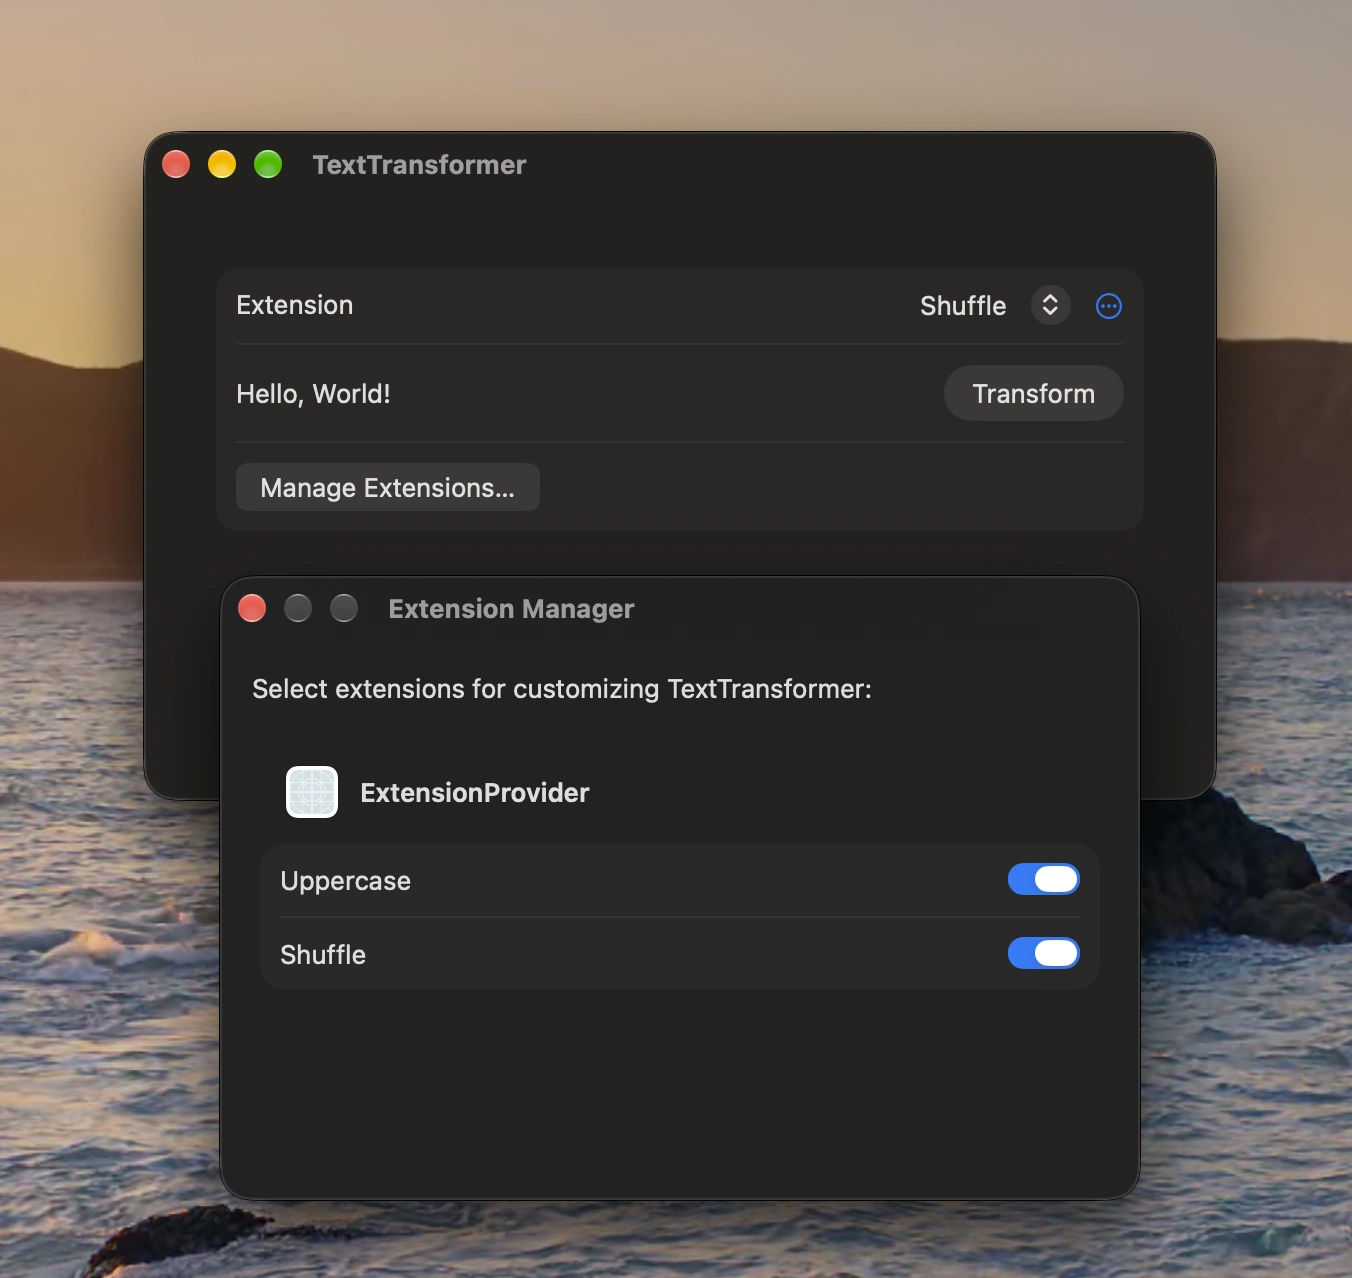 TextTransformer
Extension
Shuffle
Hello, World!
Transform
Manage Extensions...
Extension Manager
Select extensions for customizing TextTransformer:
ExtensionProvider
Uppercase
Shuffle